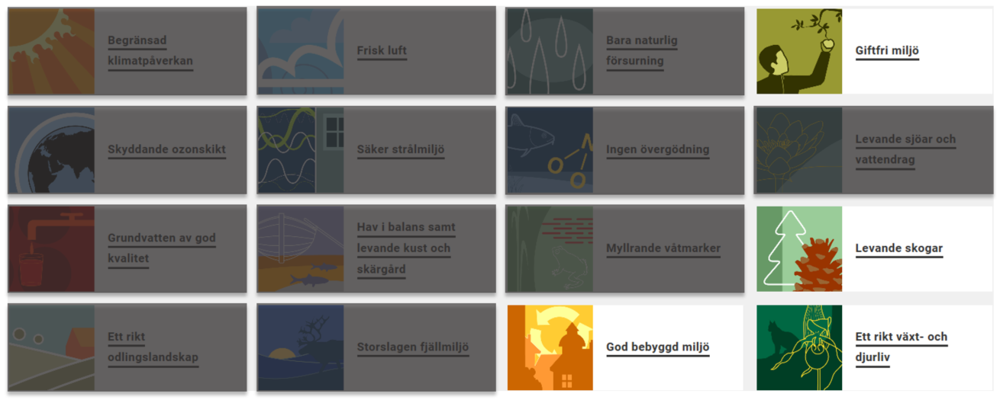 Begränsad
klimatpåverkan
Frisk luft
Bara naturlig
försurning
Giftfri miljö
Skyddande ozonskikt
Säker strålmiljö
Ingen övergödning
Levande sjöar och
vattendrag
Grundvatten av god
kvalitet
Hav i balans samt
levande kust och
skärgård
Myllrande våtmarker
Levande skogar
Ett rikt
odlingslandskap
Storslagen fjällmiljö
God bebyggd miljö
Ett rikt växt- och
djurliv